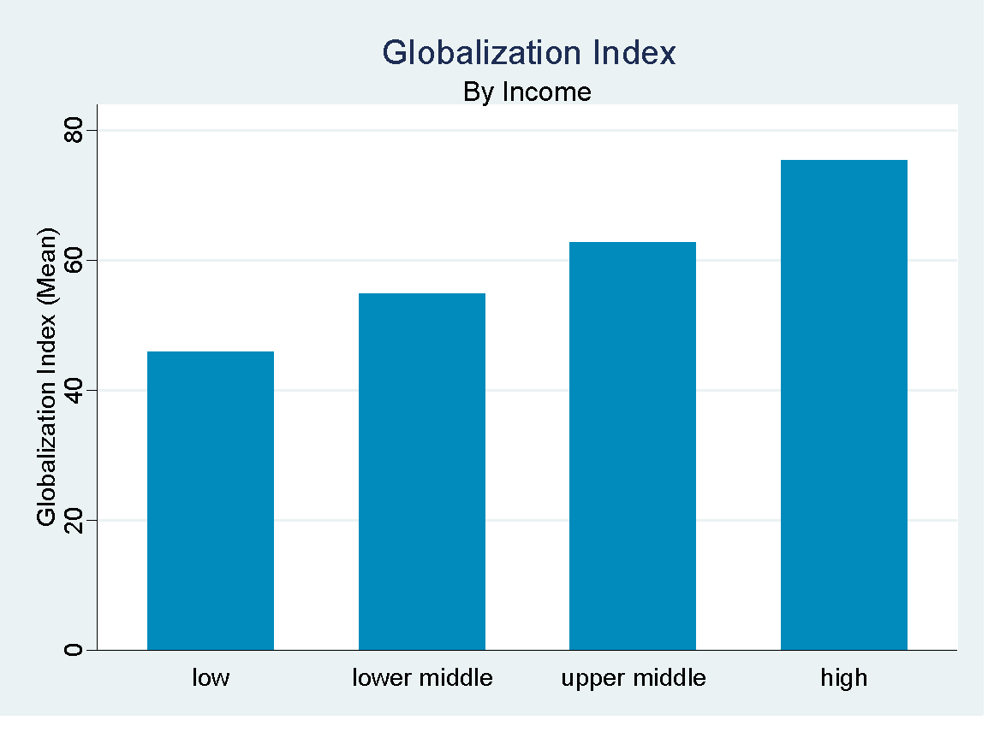 Globalization Index
By Income
Globalization Index (Mean)
80
60
40
20
0
low
lower middle
upper middle
high